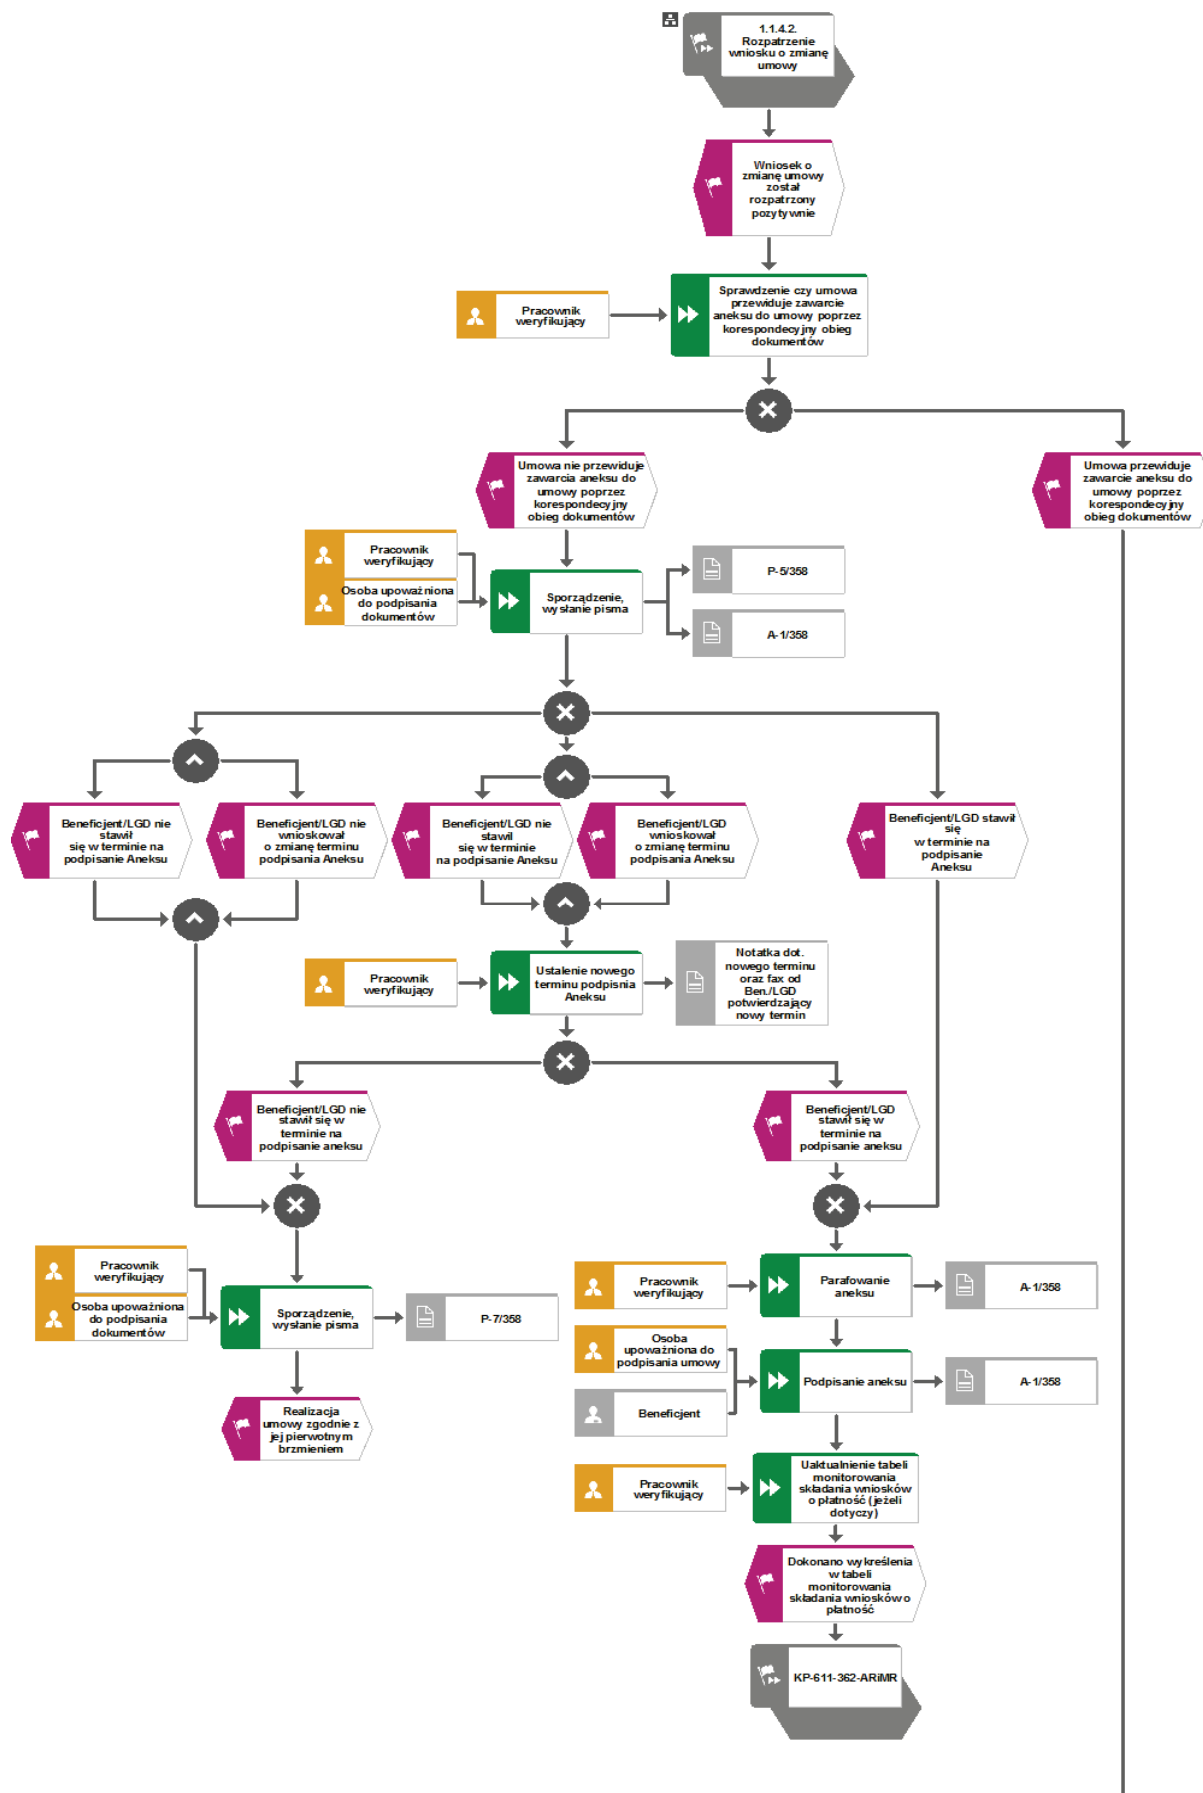 1.1.4.2.
Rozpatrzenie
wniosku o zmianę
umowy
Wniosek o
zmianę umowy
został
rozpatrzony
pozytywnie
Pracownik
weryfikujący
Sprawdzenie czy umowa
przewiduje zawarcie
aneksu do umowy poprzez
korespondecyjny obieg
dokumentów
Umowa nie przewiduje
zawarcia aneksu do
umowy poprzez
korespondecyjny
obieg dokumentów
Umowa przewiduje
zawarcie aneksu do
umowy poprzez
korespondecyjny
obieg dokumentów
Pracownik
weryfikujący
Osoba upoważniona
do podpisania
dokumentów
Sporządzenie,
wysłanie pisma
P-5/358
A-1/358
Beneficjent/LGD nie
stawił
się w terminie na
podpisanie Aneksu
Beneficjent/LGD nie
wnioskował
o zmianę terminu
podpisania Aneksu
Beneficjent/LGD nie
stawil
się w terminie
na podpisanie Aneksu
Beneficjent/LGD
wnioskował
o zmianę terminu
podpisania Aneksu
Beneficjent/LGD stawił
się
w terminie na
podpisanie
Aneksu
Pracownik
weryfikujący
Ustalenie nowego
terminu podpisnia
Aneksu
Notatka dot.
nowego terminu
oraz fax od
Ben./LGD
potwierdzający
nowy termin
Beneficjent/LGD nie
stawił się w
terminie na
podpisanie aneksu
Beneficjent/LGD
stawił się w
terminie na
podpisanie aneksu
Pracownik
weryfikujący
Osoba upoważniona
do podpisania
dokumentów
Sporządzenie,
wysłanie pisma
P-7/358
Realizacja
umowy zgodnie z
jej pierwotnym
brzmieniem
Pracownik
weryfikujący
Parafowanie
aneksu
A-1/358
Osoba
upoważniona do
podpisania umowy
Beneficjent
Podpisanie aneksu
A-1/358
Pracownik
weryfikujący
Uaktualnienie tabeli
monitorowania
składania wniosków
o płatność (jeżeli
dotyczy)
Dokonano wykreślenia
w tabeli
monitorowania
składania wniosków o
płatność
KP-611-362-ARiMR